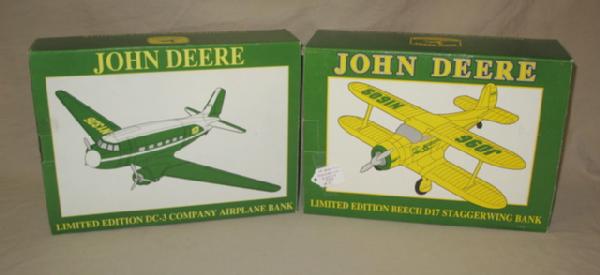 JOHN DEERE
LIMITED EDITION DC-3 COMPANY AIRPLANE BANK
JOHN DEERE
LIMITED EDITION BEECH D17 STAGGERWING BANK